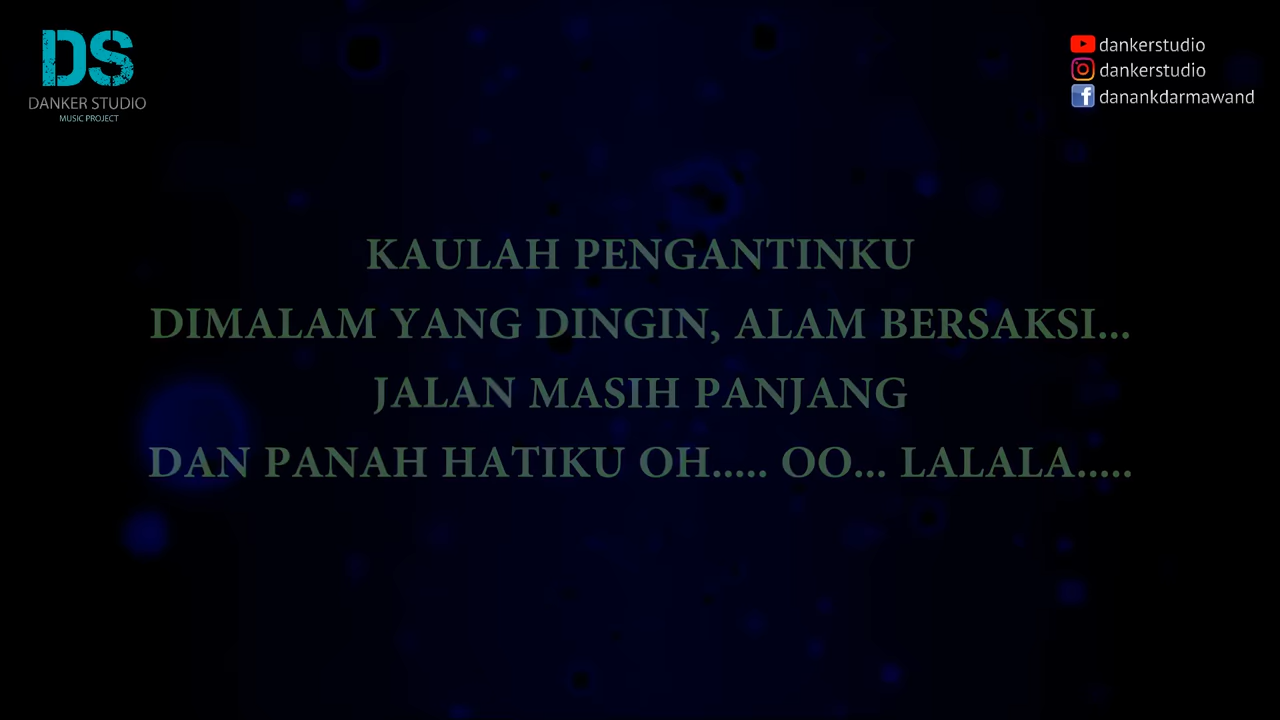 DS
DANKER STUDIO
MUSIC PROJECT
dankerstudio
dankerstudio
danankdarmawand
KAULAH PENGANTINKU
DIMALAM YANG DINGIN, ALAM BERSAKSI...
JALAN MASIH PANJANG
DAN PANAH HATIKU OH..... OO... LALALA.....